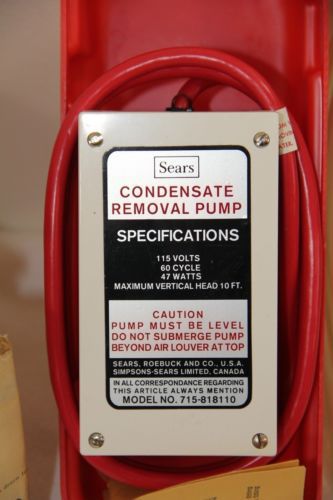 Sears
CONDENSATE
REMOVAL PUMP
SPECIFICATIONS
115 VOLTS
60 CYCLE
47 WATTS
MAXIMUM VERTICAL HEAD 10 FT.
CAUTION
PUMP MUST BE LEVEL
DO NOT SUBMERGE PUMP
BEYOND AIR LOUVER AT TOP
SEARS, ROEBUCK AND CO., U.S.A.
SIMPSONS-SEARS LIMITED, CANADA
IN ALL CORRESPONDENCE REGARDING
THIS ARTICLE ALWAYS MENTION
MODEL NO. 715-818110